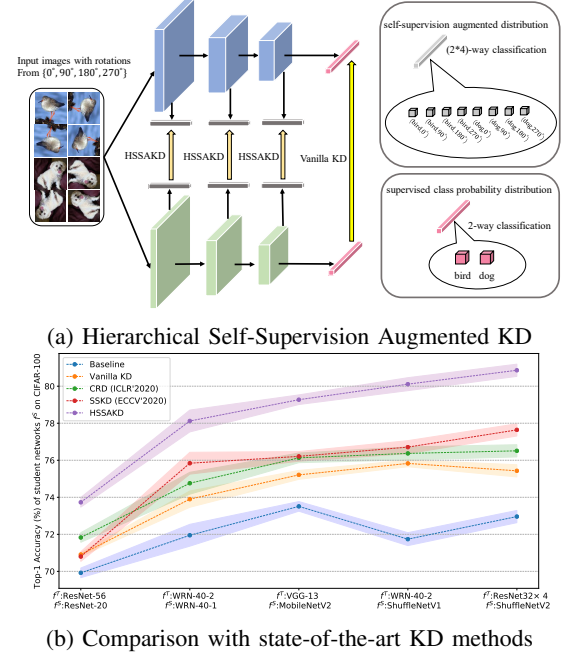 Input images with rotations
From {0°, 90°, 180°, 270°}
HSSAKD
HSSAKD
HSSAKD
Vanilla KD
self-supervision augmented distribution
(2*4)-way classification
(bird,0°)
(bird,90°)
(bird,180°)
(bird,270°)
(dog,0°)
(dog,90°)
(dog,180°)
(dog,270°)
supervised class probability distribution
2-way classification
bird dog
(a) Hierarchical Self-Supervision Augmented KD
Top-1 Accuracy (%) of student networks f^S on CIFAR-100
80
78
76
74
72
70
Baseline
Vanilla KD
CRD (ICLR'2020)
SSKD (ECCV'2020)
HSSAKD
f^T:ResNet-56 f^T:WRN-40-2 f^T:VGG-13 f^T:WRN-40-2 f^T:ResNet32× 4
f^S:ResNet-20 f^S:WRN-40-1 f^S:MobileNetV2 f^S:ShuffleNetV1 f^S:ShuffleNetV2
(b) Comparison with state-of-the-art KD methods